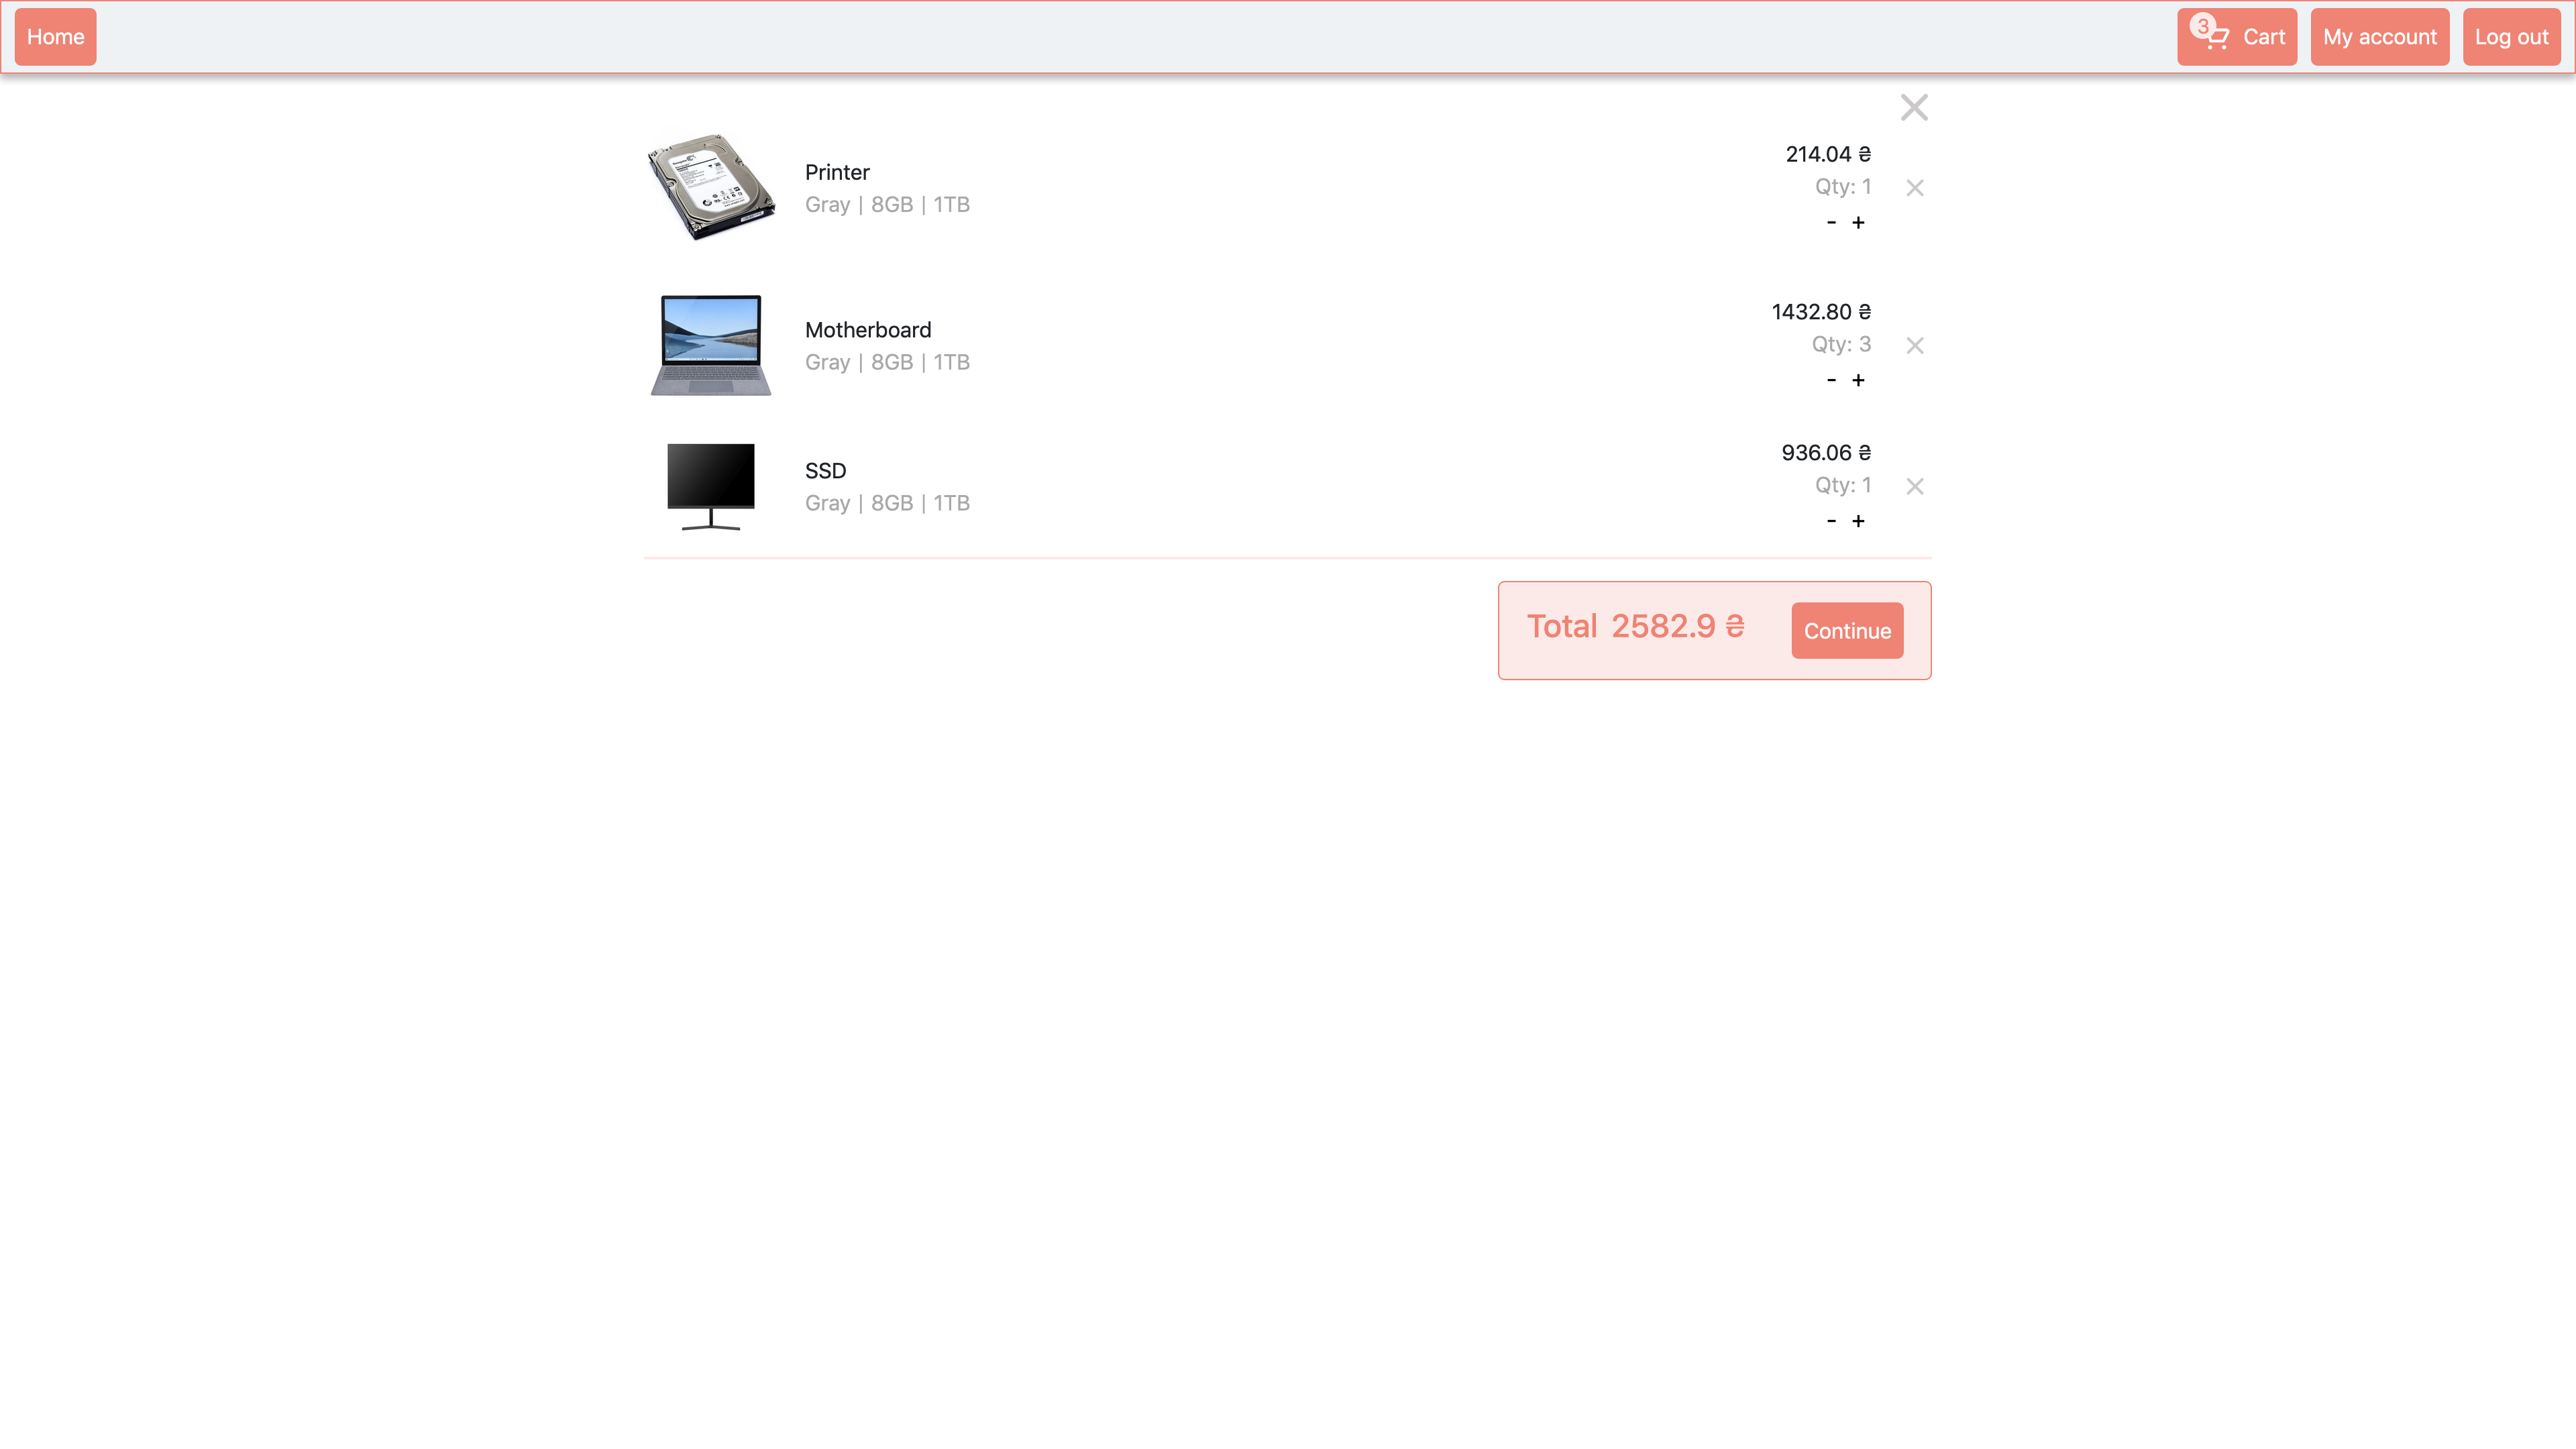 Home
3 Cart
My account
Log out
Printer
Gray | 8GB | 1TB
214.04 ₴
Qty: 1
- +
Motherboard
Gray | 8GB | 1TB
1432.80 ₴
Qty: 3
- +
SSD
Gray | 8GB | 1TB
936.06 ₴
Qty: 1
- +
Total 2582.9 ₴
Continue